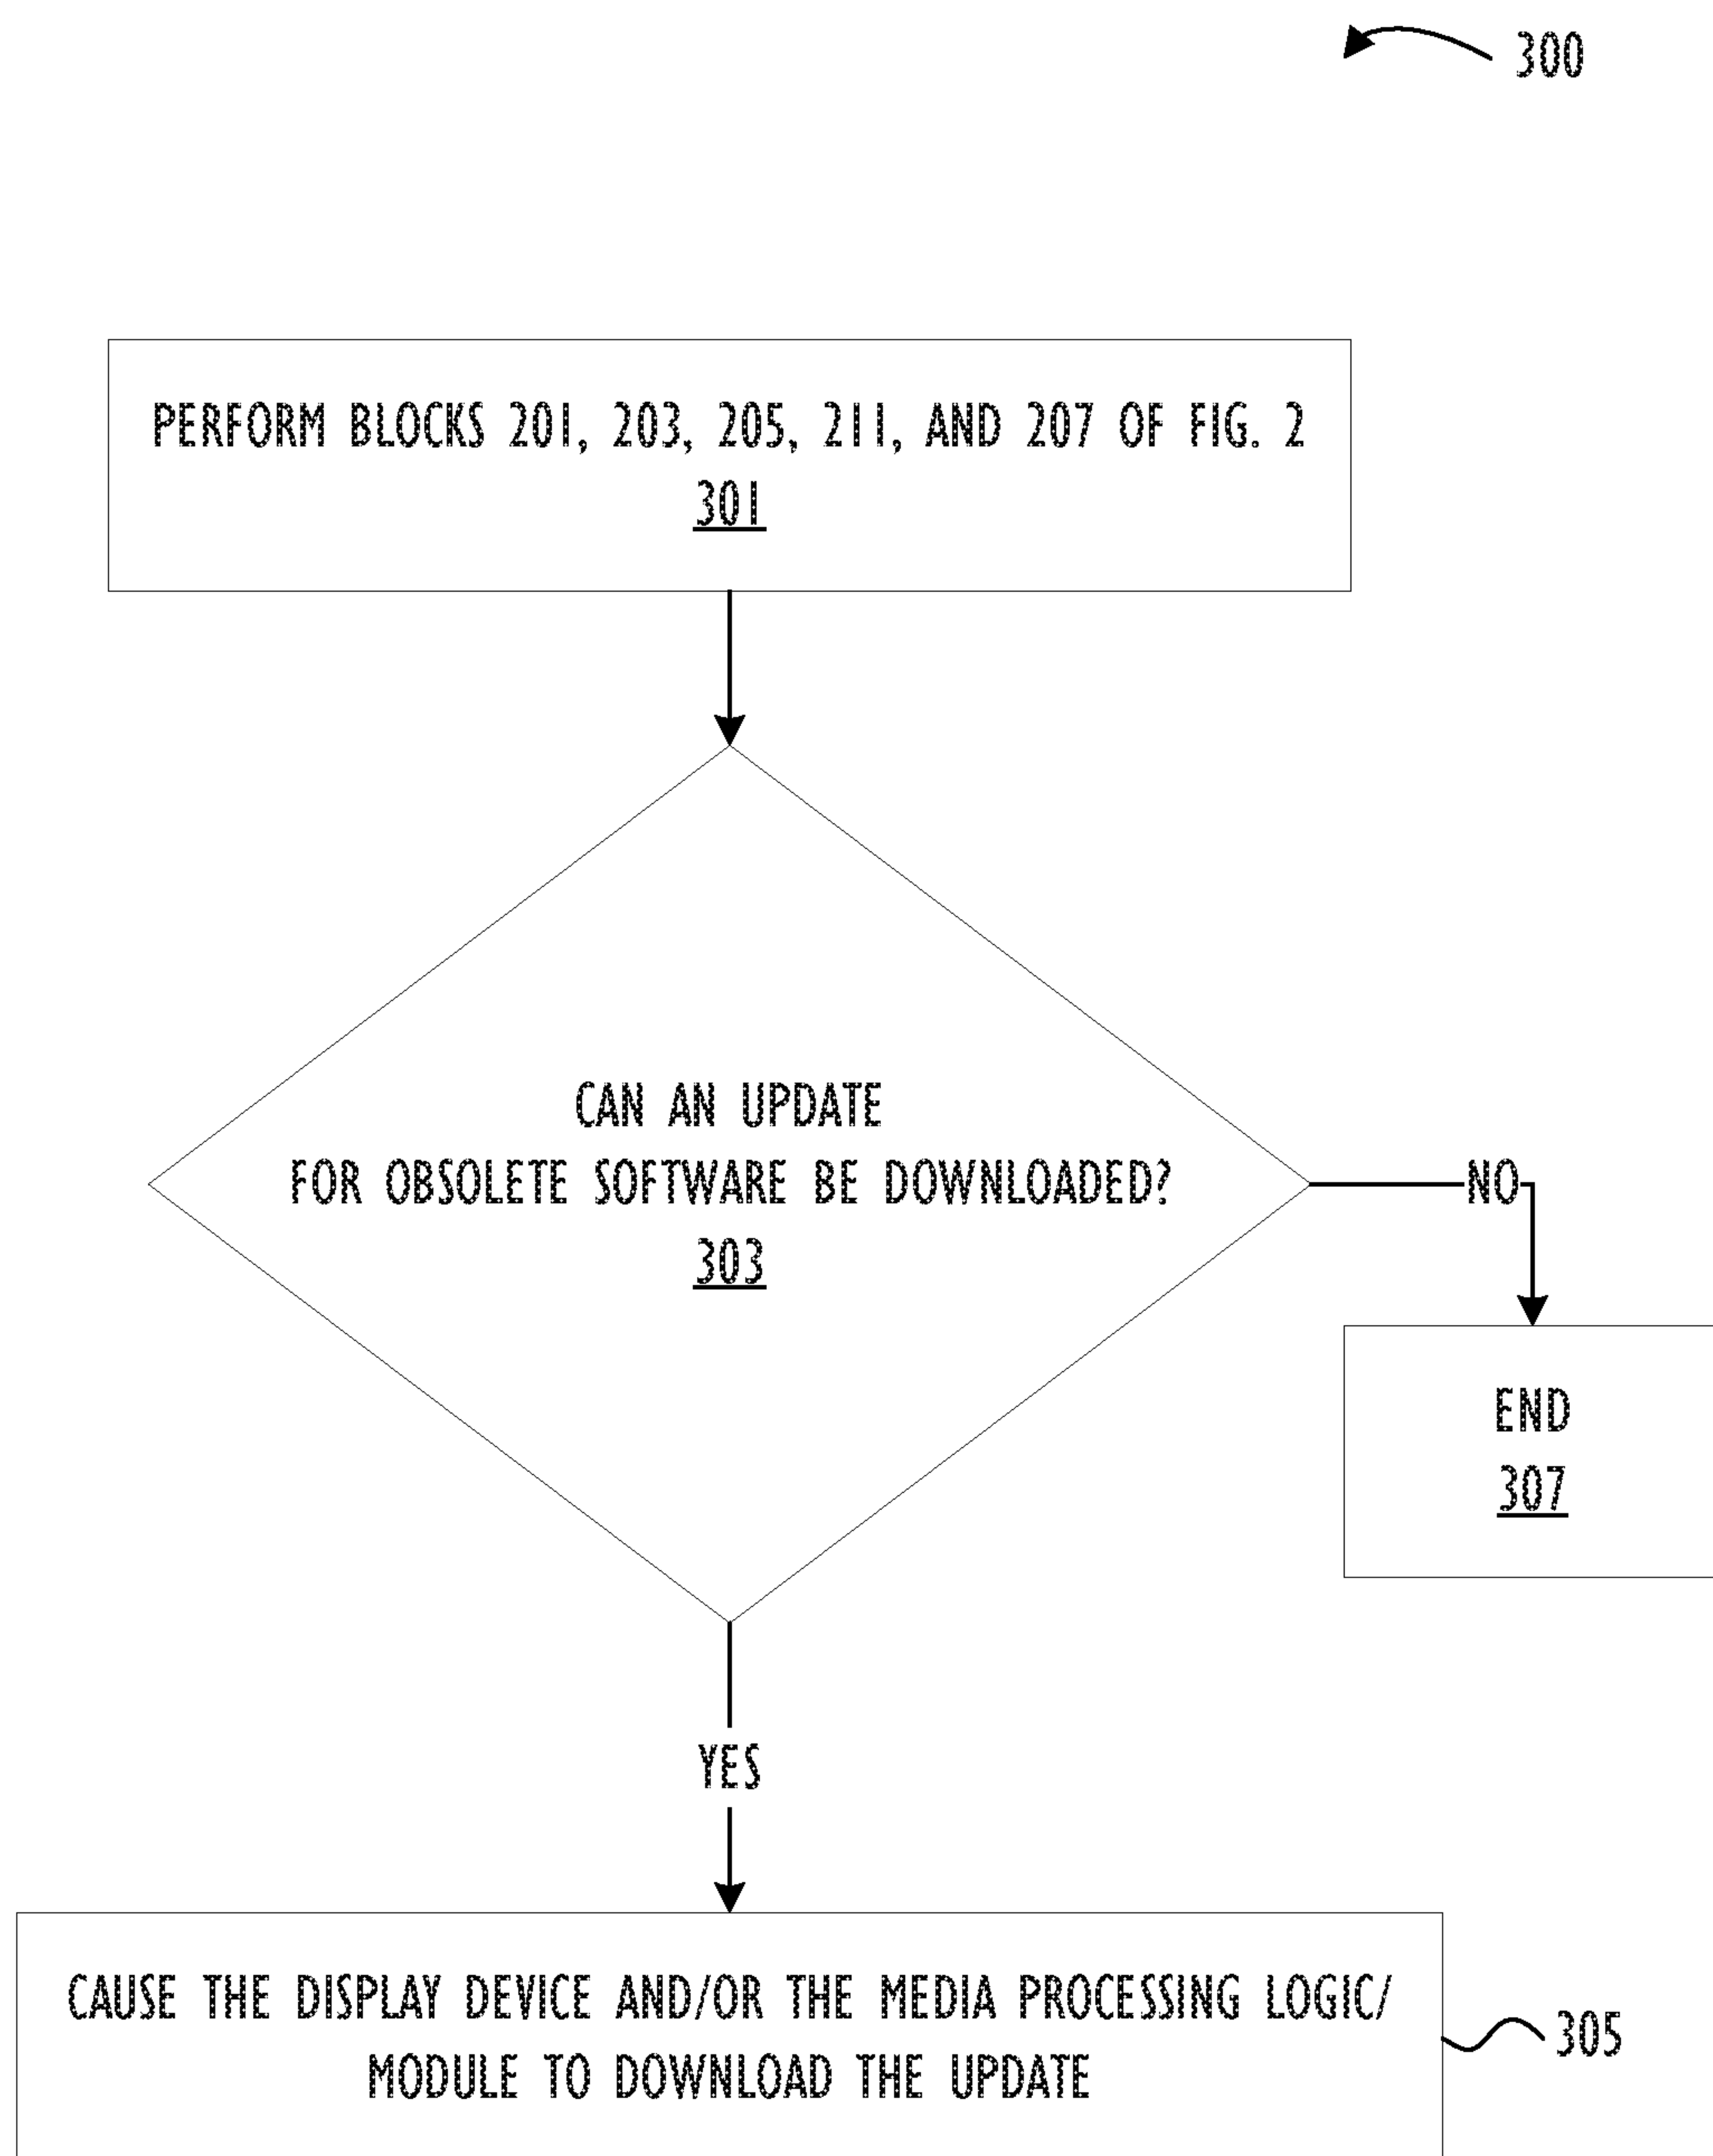 300
PERFORM BLOCKS 201, 203, 205, 211, AND 207 OF FIG. 2
301
CAN AN UPDATE
FOR OBSOLETE SOFTWARE BE DOWNLOADED?
303
NO
END
307
YES
CAUSE THE DISPLAY DEVICE AND/OR THE MEDIA PROCESSING LOGIC/
MODULE TO DOWNLOAD THE UPDATE
305